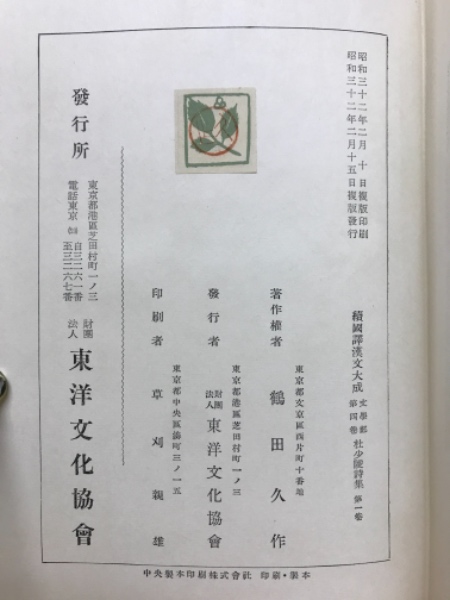 昭和三十二年二月十日複版印刷
昭和三十二年二月十五日複版發行
續國譯漢文大成 文學部第四卷 杜少陵詩集 第一卷
東京都文京區西片町十番地
著作權者 鶴田久作
東京都港區芝田村町一ノ三
發行者 財團法人 東洋文化協會
東京都中央區湊町三ノ一五
印刷者 草刈親雄
發行所
東京都港區芝田村町一ノ三
電話東京 自三二六一番至三二六七番
財團法人 東洋文化協會
中央製本印刷株式會社 印刷・製本